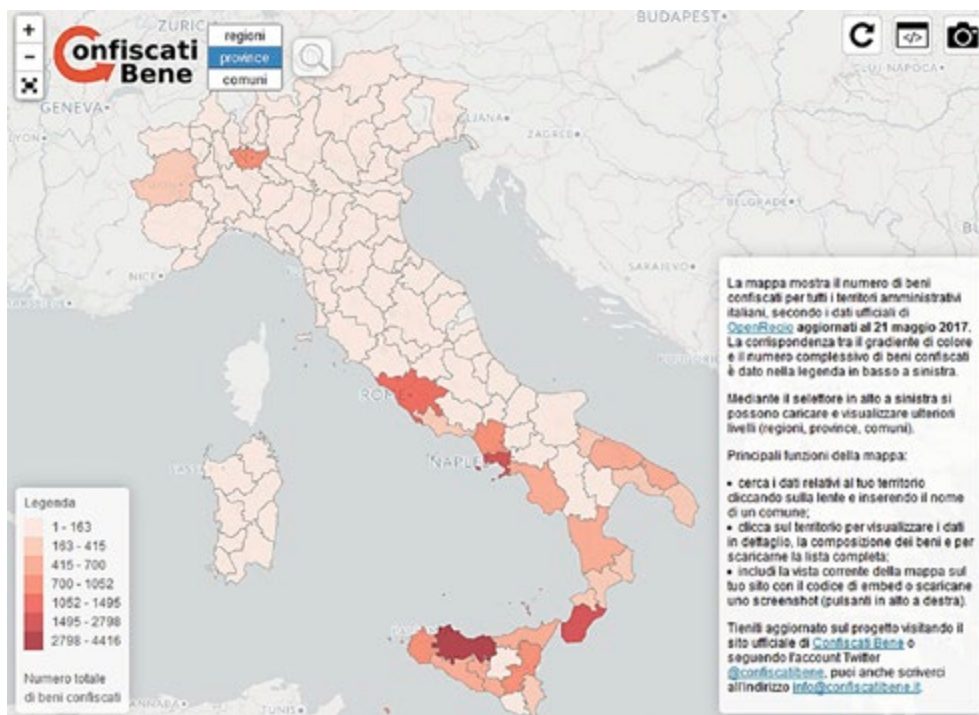 +
−
Confiscati
Bene
regioni
province
comuni
</>
ZURIC
BUDAPEST
CLUJ-NAPOCA
GENEVA
LYON
LJANA
ZAGREB
BELGRADE
BU
SARAJEVO
NICE
ROME
NAPLE
SASSA
ANNABA
TUNIS
Legenda
1 - 163
163 - 415
415 - 700
700 - 1052
1052 - 1495
1495 - 2798
2798 - 4416
Numero totale
di beni confiscati
La mappa mostra il numero di beni
confiscati per tutti i territori amministrativi
italiani, secondo i dati ufficiali di
OpenRegio aggiornati al 21 maggio 2017.
La corrispondenza tra il gradiente di colore
e il numero complessivo di beni confiscati
è dato nella legenda in basso a sinistra.
Mediante il selettore in alto a sinistra si
possono caricare e visualizzare ulteriori
livelli (regioni, province, comuni).
Principali funzioni della mappa:
• cerca i dati relativi al tuo territorio
cliccando sulla lente e inserendo il nome
di un comune;
• clicca sul territorio per visualizzare i dati
in dettaglio, la composizione dei beni e per
scaricarne la lista completa;
• includi la vista corrente della mappa sul
tuo sito con il codice di embed o scaricane
uno screenshot (pulsanti in alto a destra).
Tieniti aggiornato sul progetto visitando il
sito ufficiale di Confiscati Bene o
seguendo l'account Twitter
@confiscatibene, puoi anche scriverci
all'indirizzo info@confiscatibene.it.